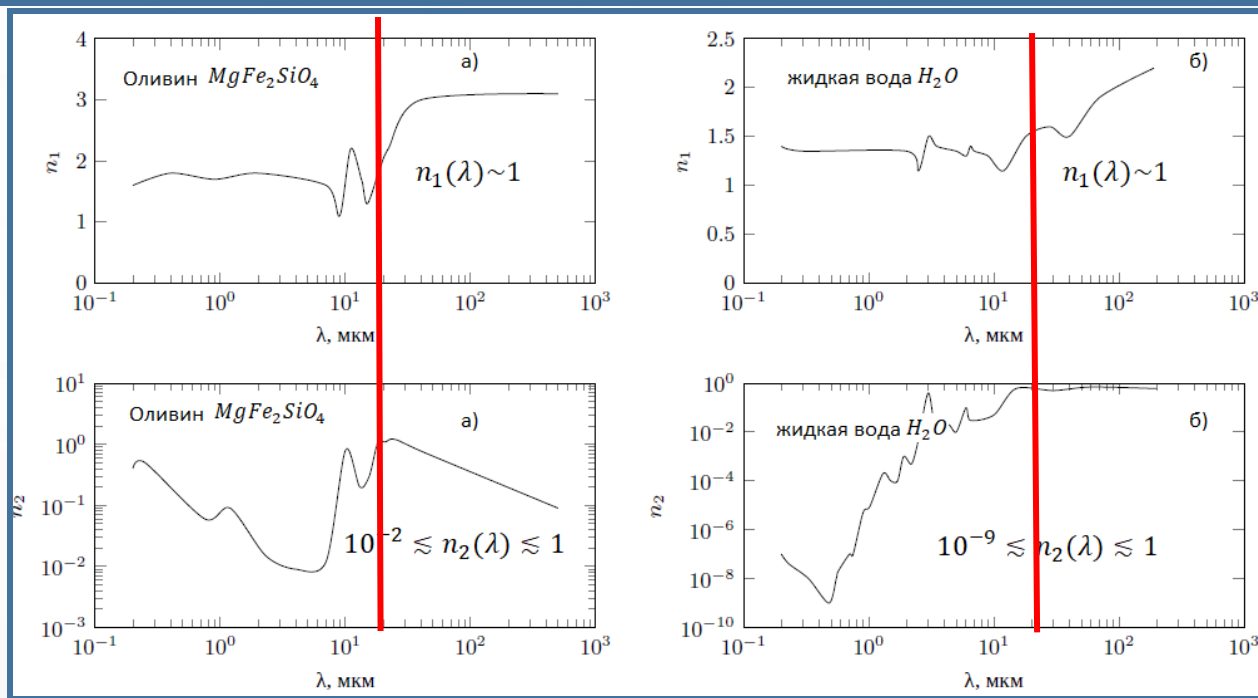 4
3
2
1
0
n₁
Оливин MgFe₂SiO₄
а)
n₁(λ)~1
10⁻¹ 10⁰ 10¹ 10² 10³
λ, мкм
2.5
2
1.5
1
0.5
0
n₁
жидкая вода H₂O
б)
n₁(λ)~1
10⁻¹ 10⁰ 10¹ 10² 10³
λ, мкм
10¹
10⁰
10⁻¹
10⁻²
10⁻³
n₂
Оливин MgFe₂SiO₄
а)
10⁻² ≲ n₂(λ) ≲ 1
10⁻¹ 10⁰ 10¹ 10² 10³
λ, мкм
10⁰
10⁻²
10⁻⁴
10⁻⁶
10⁻⁸
10⁻¹⁰
n₂
жидкая вода H₂O
б)
10⁻⁹ ≲ n₂(λ) ≲ 1
10⁻¹ 10⁰ 10¹ 10² 10³
λ, мкм